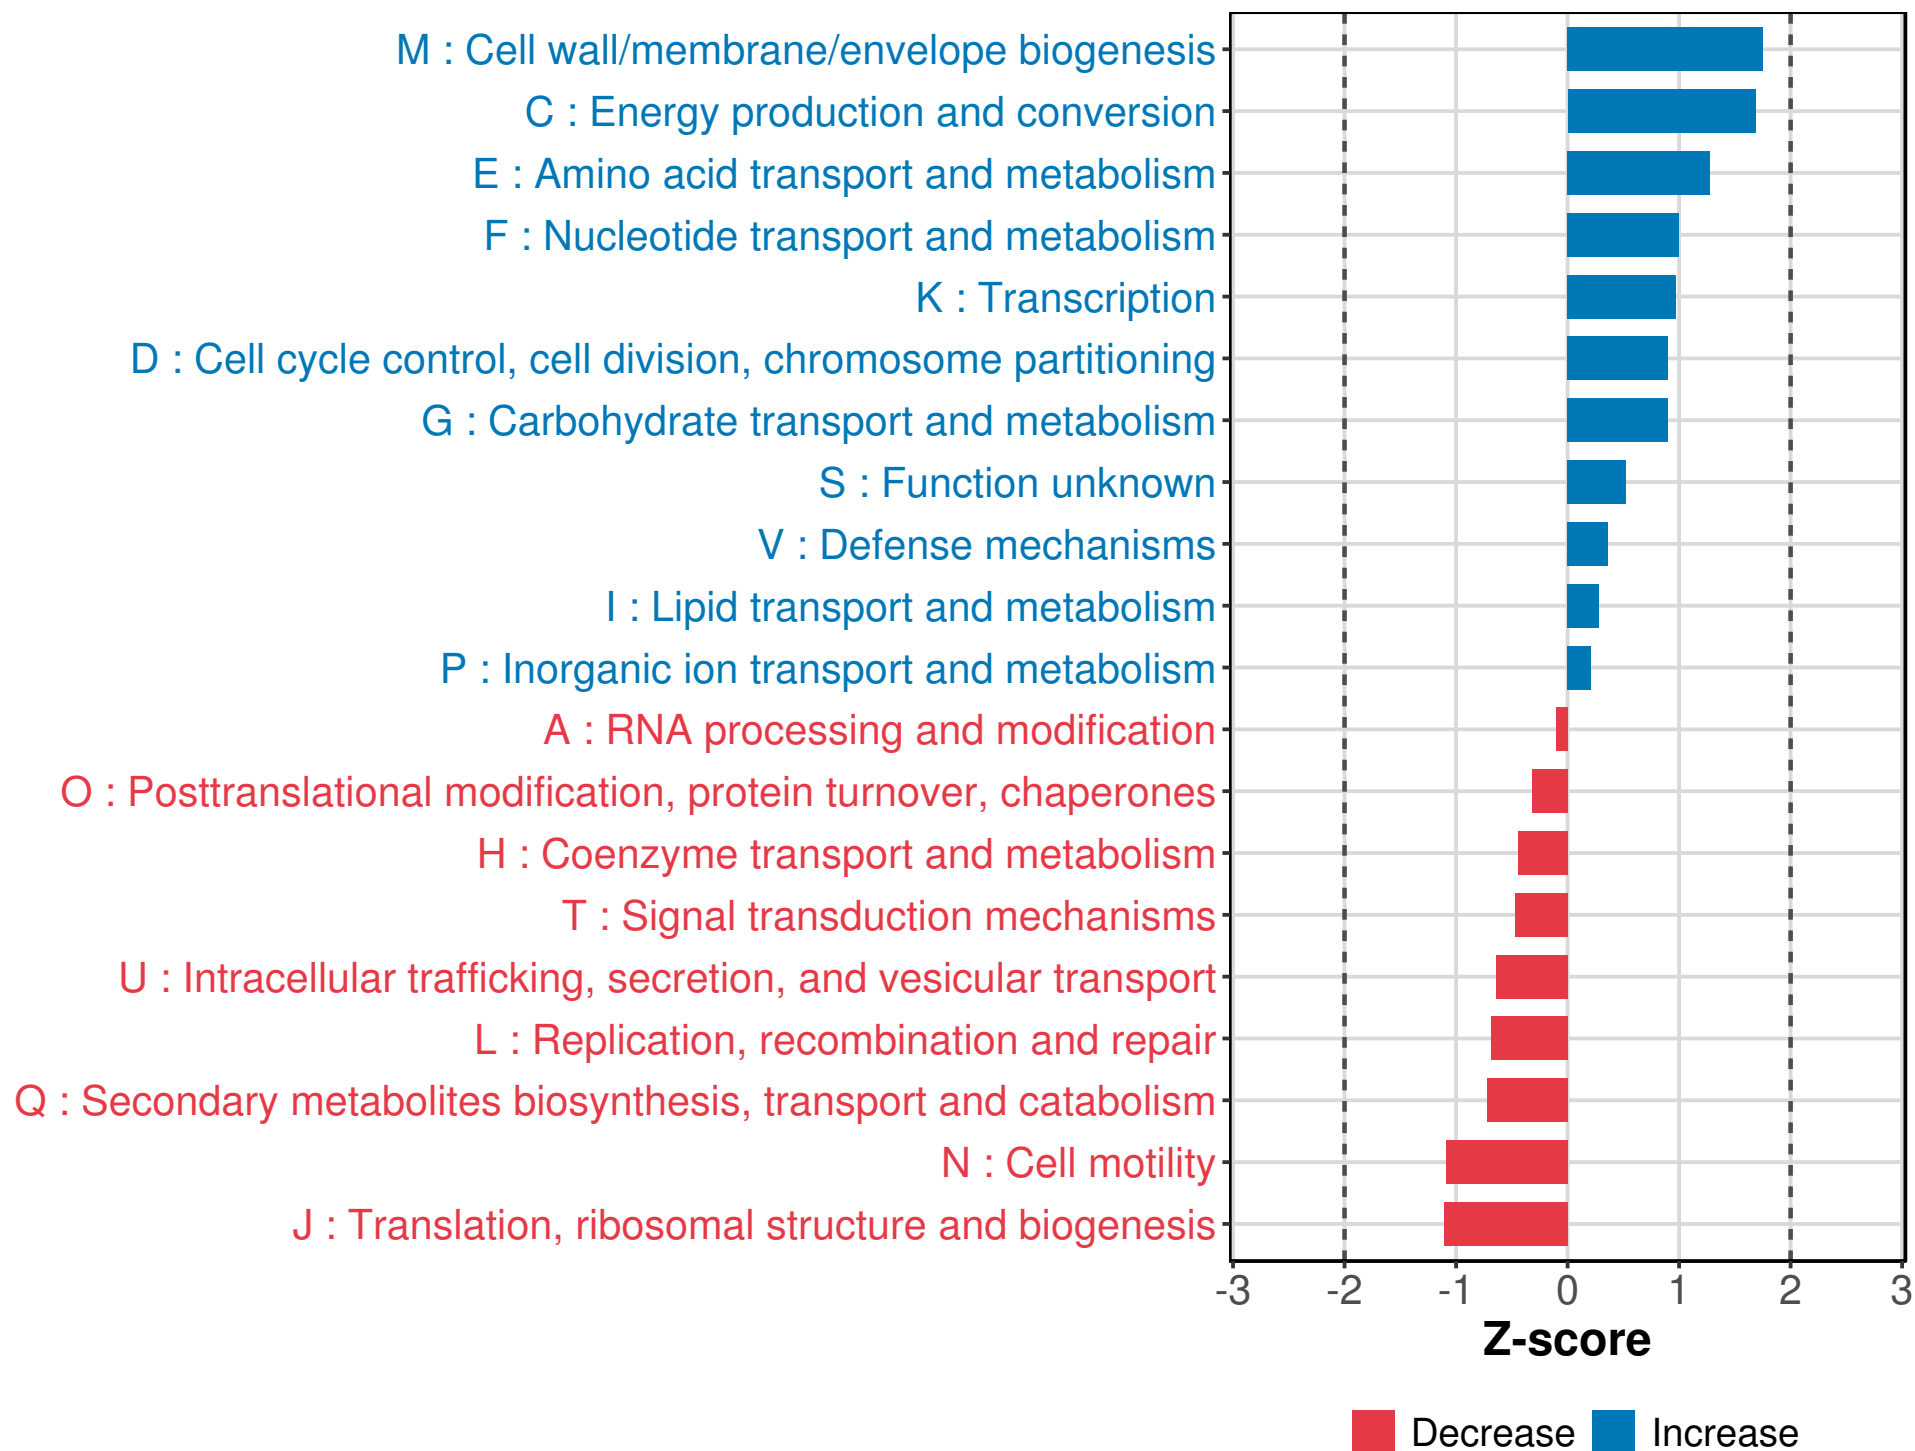 M : Cell wall/membrane/envelope biogenesis
C : Energy production and conversion
E : Amino acid transport and metabolism
F : Nucleotide transport and metabolism
K : Transcription
D : Cell cycle control, cell division, chromosome partitioning
G : Carbohydrate transport and metabolism
S : Function unknown
V : Defense mechanisms
I : Lipid transport and metabolism
P : Inorganic ion transport and metabolism
A : RNA processing and modification
O : Posttranslational modification, protein turnover, chaperones
H : Coenzyme transport and metabolism
T : Signal transduction mechanisms
U : Intracellular trafficking, secretion, and vesicular transport
L : Replication, recombination and repair
Q : Secondary metabolites biosynthesis, transport and catabolism
N : Cell motility
J : Translation, ribosomal structure and biogenesis
-3 -2 -1 0 1 2 3
Z-score
Decrease Increase